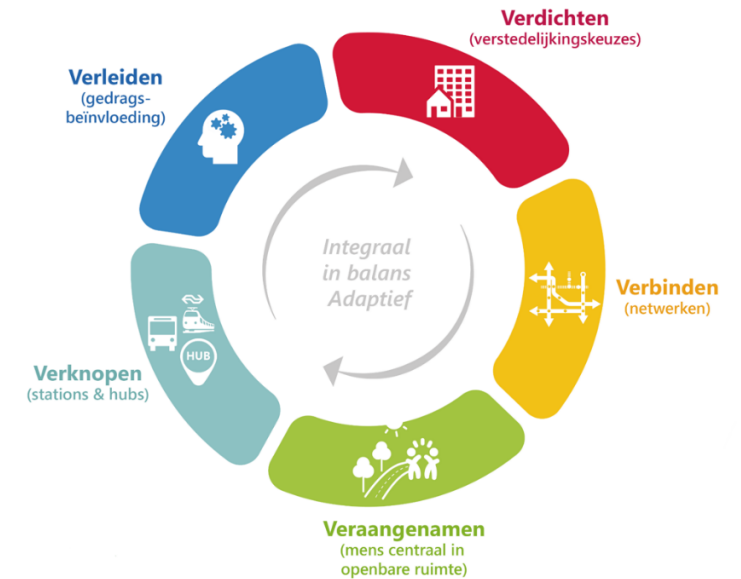 Verdichten
(verstedelijkingskeuzes)
Verleiden
(gedrags-
beïnvloeding)
Integraal
in balans
Adaptief
Verbinden
(netwerken)
HUB
Verknopen
(stations & hubs)
Veraangenamen
(mens centraal in
openbare ruimte)